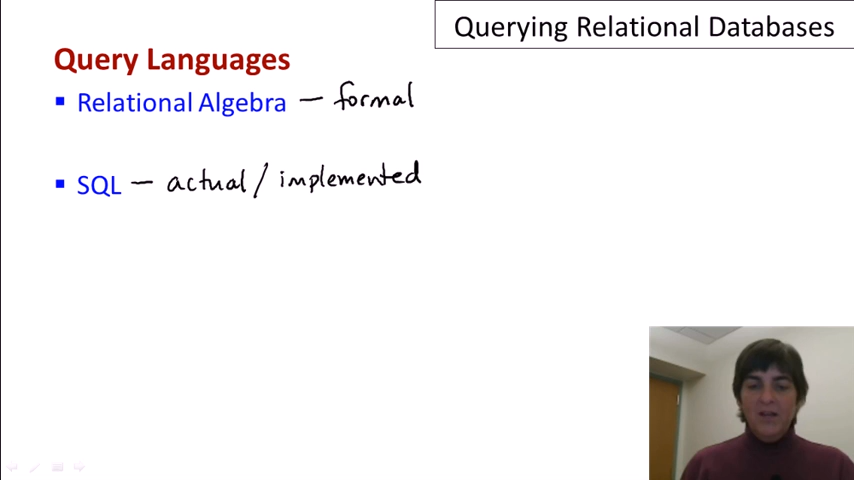 Querying Relational Databases
Query Languages
▪ Relational Algebra — formal
▪ SQL — actual / implemented